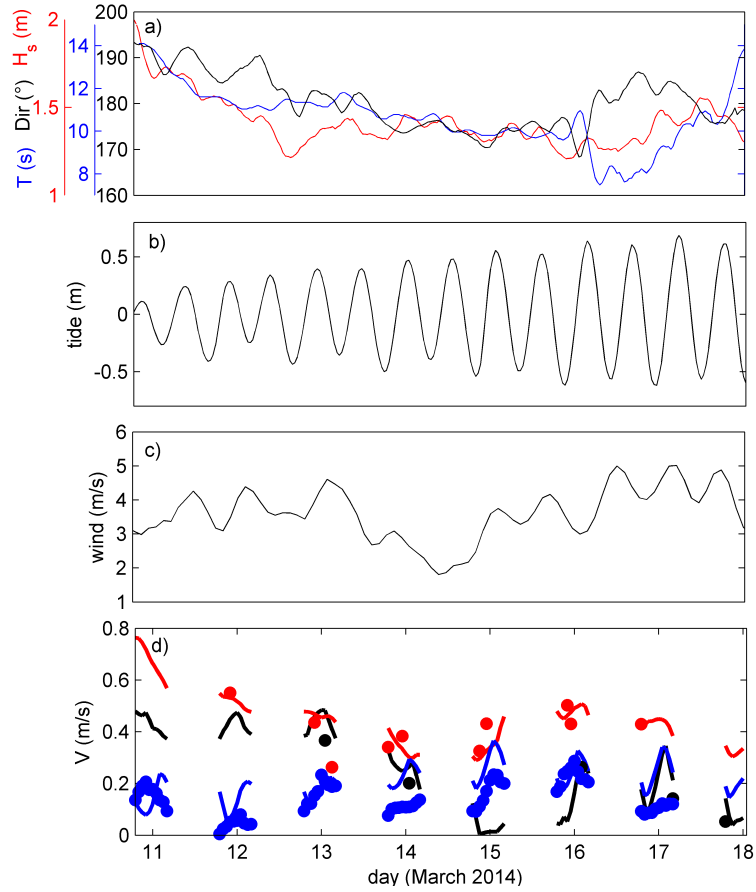 a)
H_s (m)
Dir (°)
T (s)
2
1.5
1
14
12
10
8
200
190
180
170
160
b)
tide (m)
0.5
0
-0.5
c)
wind (m/s)
6
5
4
3
2
1
d)
V (m/s)
0.8
0.6
0.4
0.2
0
11 12 13 14 15 16 17 18
day (March 2014)